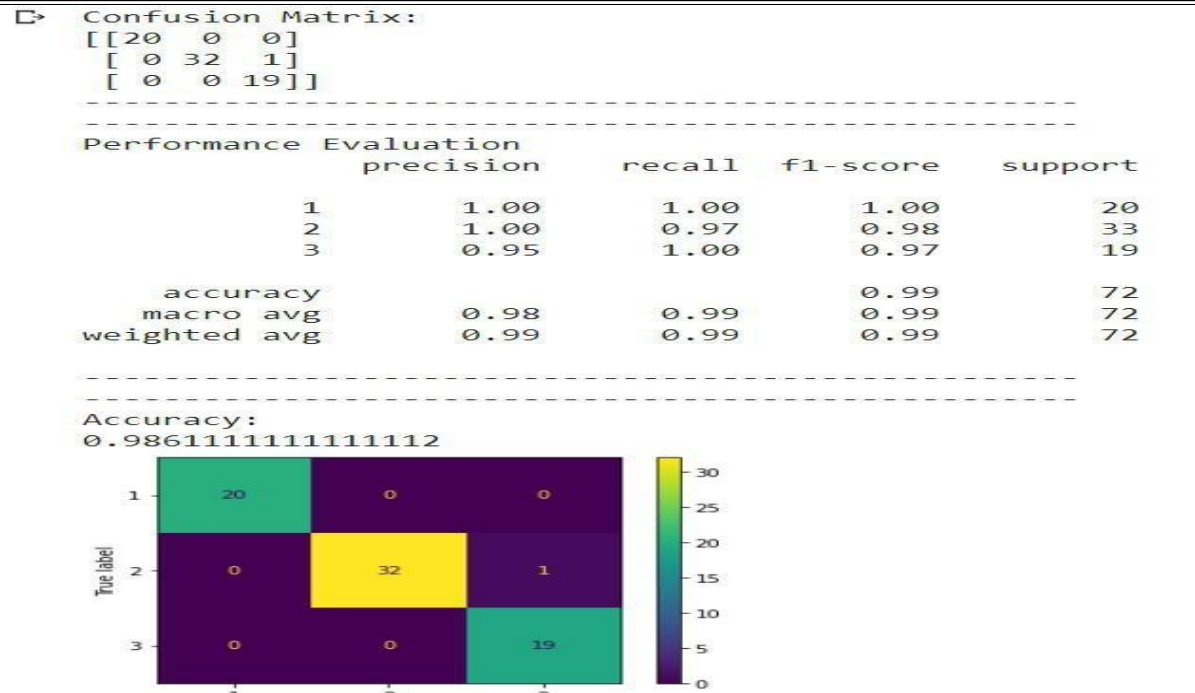 Confusion Matrix:
[[20 0 0]
[ 0 32 1]
[ 0 0 19]]
--------------------------------------------------
--------------------------------------------------
Performance Evaluation
precision recall f1-score support
1 1.00 1.00 1.00 20
2 1.00 0.97 0.98 33
3 0.95 1.00 0.97 19
accuracy 0.99 72
macro avg 0.98 0.99 0.99 72
weighted avg 0.99 0.99 0.99 72
--------------------------------------------------
--------------------------------------------------
Accuracy:
0.9861111111111112
True label
1 20 0 0
2 0 32 1
3 0 0 19
30
25
20
15
10
5
0